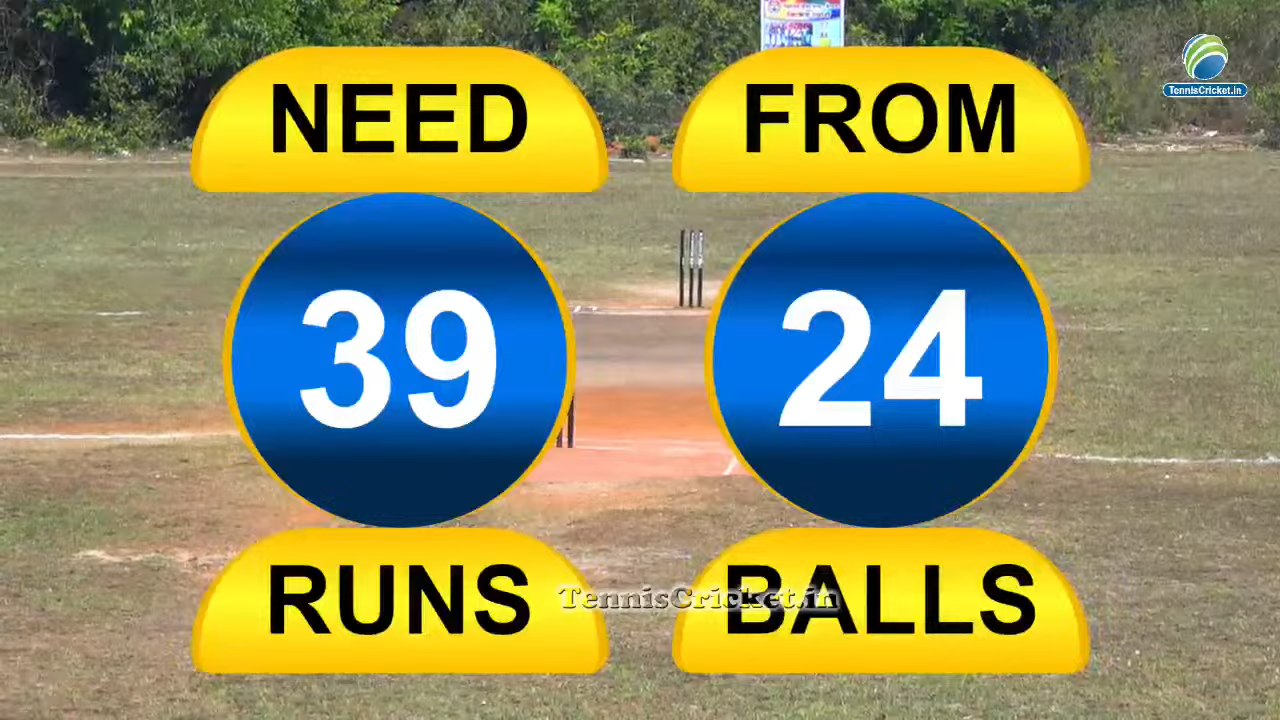 NEED
FROM
TennisCricket.in
39
24
RUNS
BALLS
TennisCricket.in